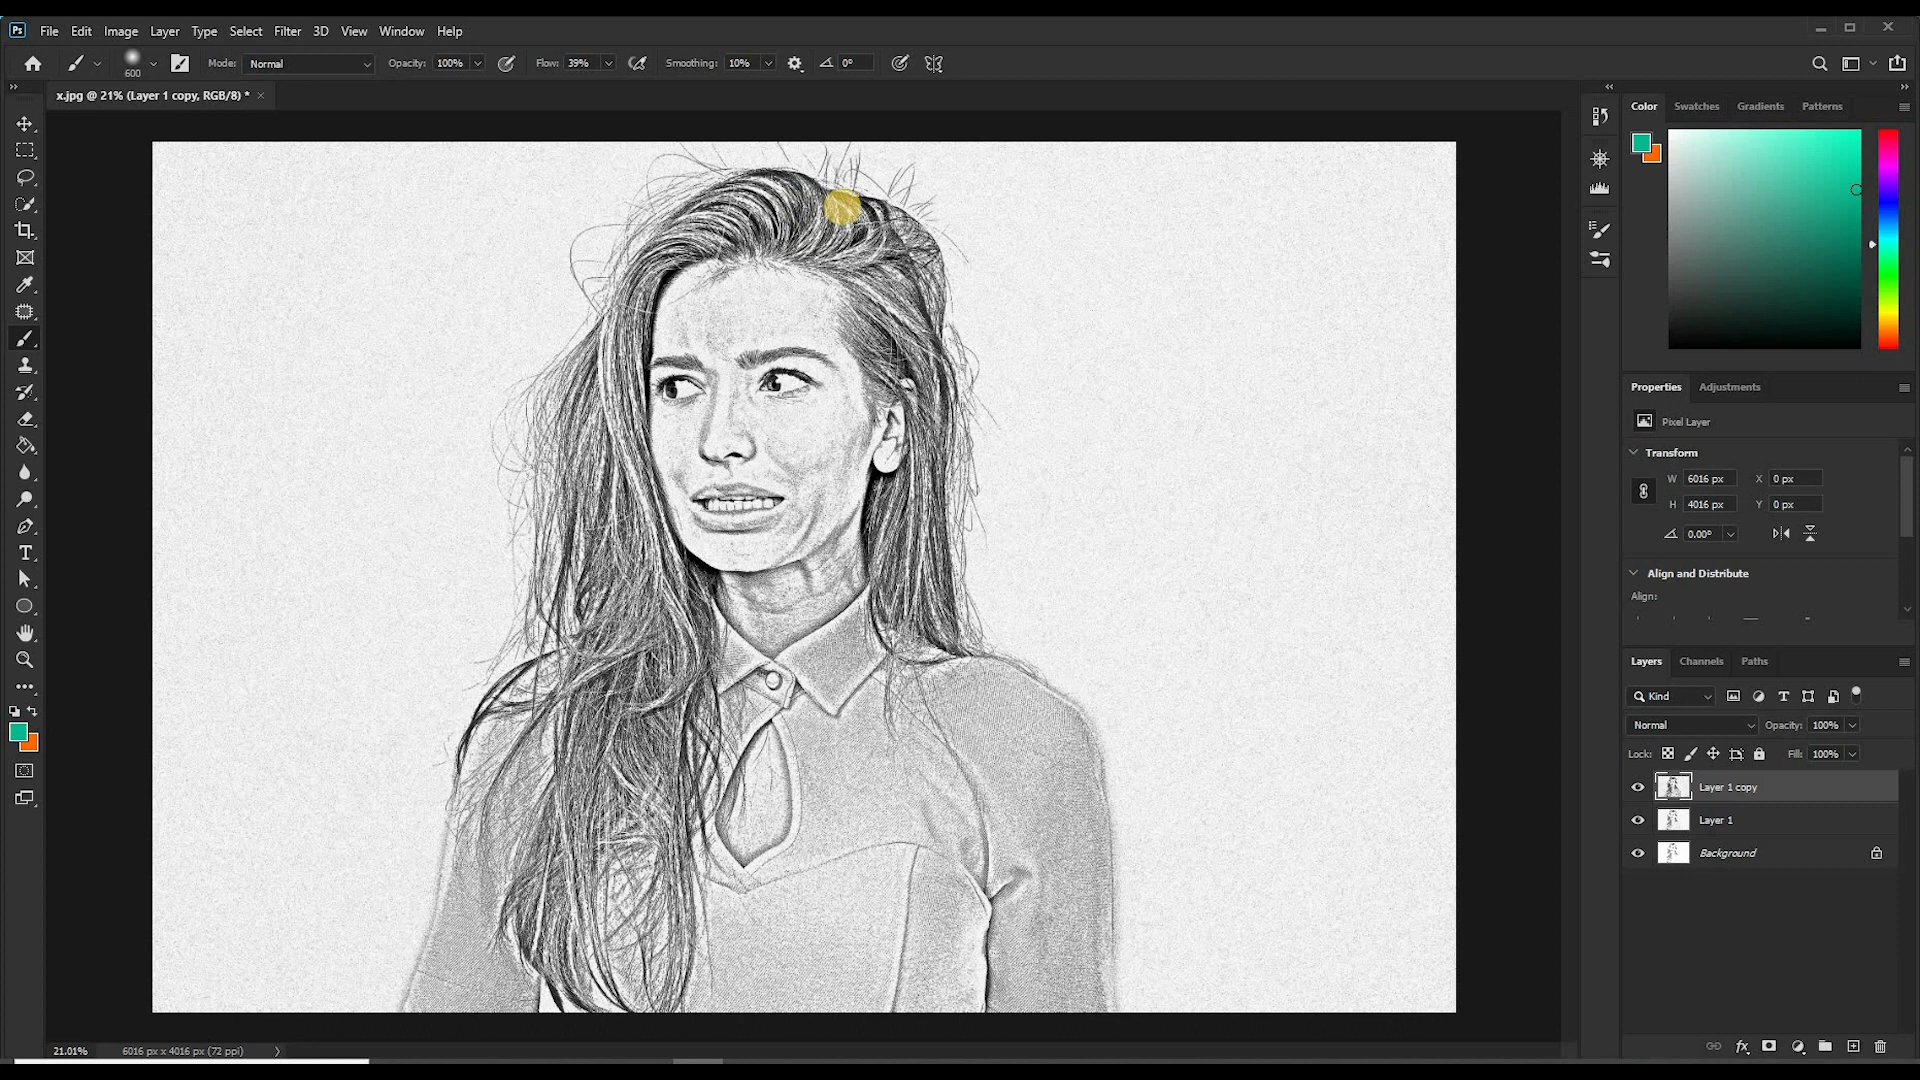 Ps File Edit Image Layer Type Select Filter 3D View Window Help
600 Mode: Normal Opacity: 100% Flow: 39% Smoothing: 10% 0°
x.jpg @ 21% (Layer 1 copy, RGB/8) * ×
Color Swatches Gradients Patterns
Properties Adjustments
Pixel Layer
Transform
W 6016 px X 0 px
H 4016 px Y 0 px
0.00°
Align and Distribute
Align:
Layers Channels Paths
Kind
Normal Opacity: 100%
Lock: Fill: 100%
Layer 1 copy
Layer 1
Background
21.01% 6016 px x 4016 px (72 ppi)